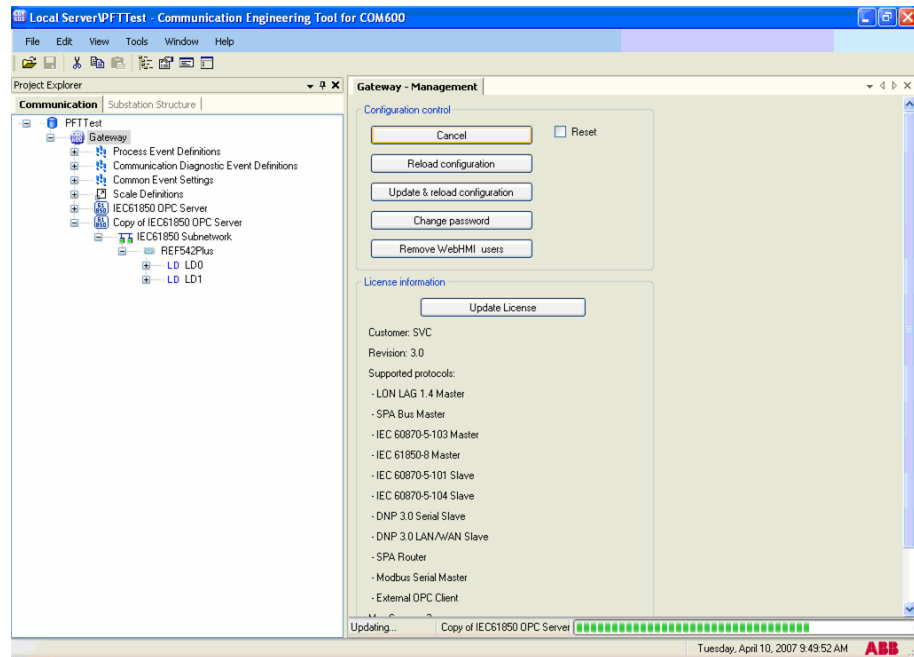 Local Server\PFTTest - Communication Engineering Tool for COM600
File Edit View Tools Window Help
Project Explorer
Communication Substation Structure
PFTTest
Gateway
Process Event Definitions
Communication Diagnostic Event Definitions
Common Event Settings
Scale Definitions
IEC61850 OPC Server
Copy of IEC61850 OPC Server
IEC61850 Subnetwork
REF542Plus
LD LD0
LD LD1
Gateway - Management
Configuration control
Cancel
Reset
Reload configuration
Update & reload configuration
Change password
Remove WebHMI users
License information
Update License
Customer: SVC
Revision: 3.0
Supported protocols:
- LON LAG 1.4 Master
- SPA Bus Master
- IEC 60870-5-103 Master
- IEC 61850-8 Master
- IEC 60870-5-101 Slave
- IEC 60870-5-104 Slave
- DNP 3.0 Serial Slave
- DNP 3.0 LAN/WAN Slave
- SPA Router
- Modbus Serial Master
- External OPC Client
Updating... Copy of IEC61850 OPC Server
Tuesday, April 10, 2007 9:49:52 AM ABB